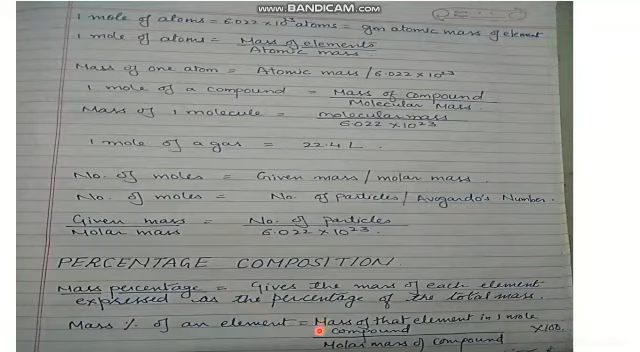 WWW.BANDICAM.COM
1 mole of atoms = 6.022 × 10²³ atoms = gm atomic mass of element
1 mole of atoms = Mass of elements
Atomic mass
Mass of one atom = Atomic mass / 6.022 × 10²³
1 mole of a compound = Mass of compound
Molecular Mass.
Mass of 1 molecule = molecular mass
6.022 × 10²³
1 mole of a gas = 22.4 L.
No. of moles = Given mass / molar mass.
No. of moles = No. of particles / Avogardo's Number.
Given mass = No. of particles
Molar mass 6.022 × 10²³.
PERCENTAGE COMPOSITION.
Mass percentage = Gives the mass of each element
expressed as the percentage of the total mass.
Mass % of an element = Mass of that element in 1 mole
compound ×100.
Molar mass of compound